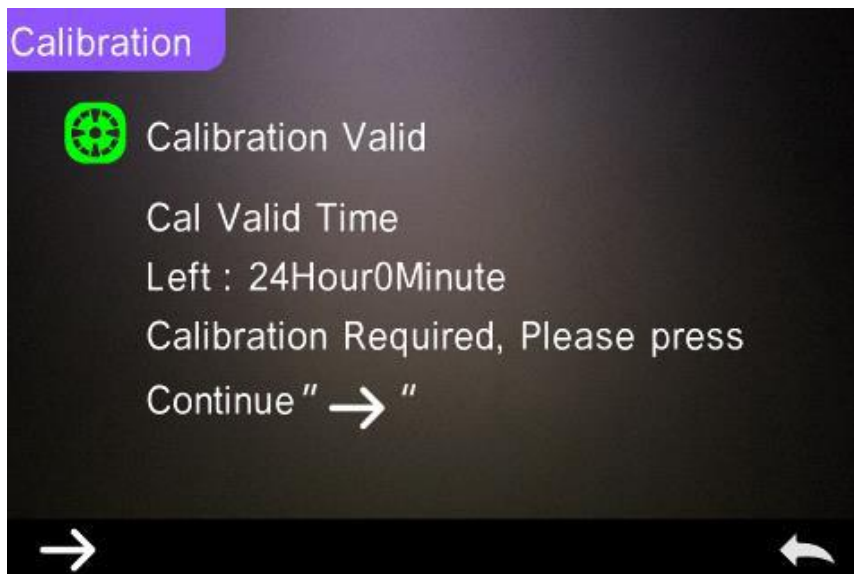 Calibration
Calibration Valid
Cal Valid Time
Left : 24Hour0Minute
Calibration Required, Please press
Continue " → "